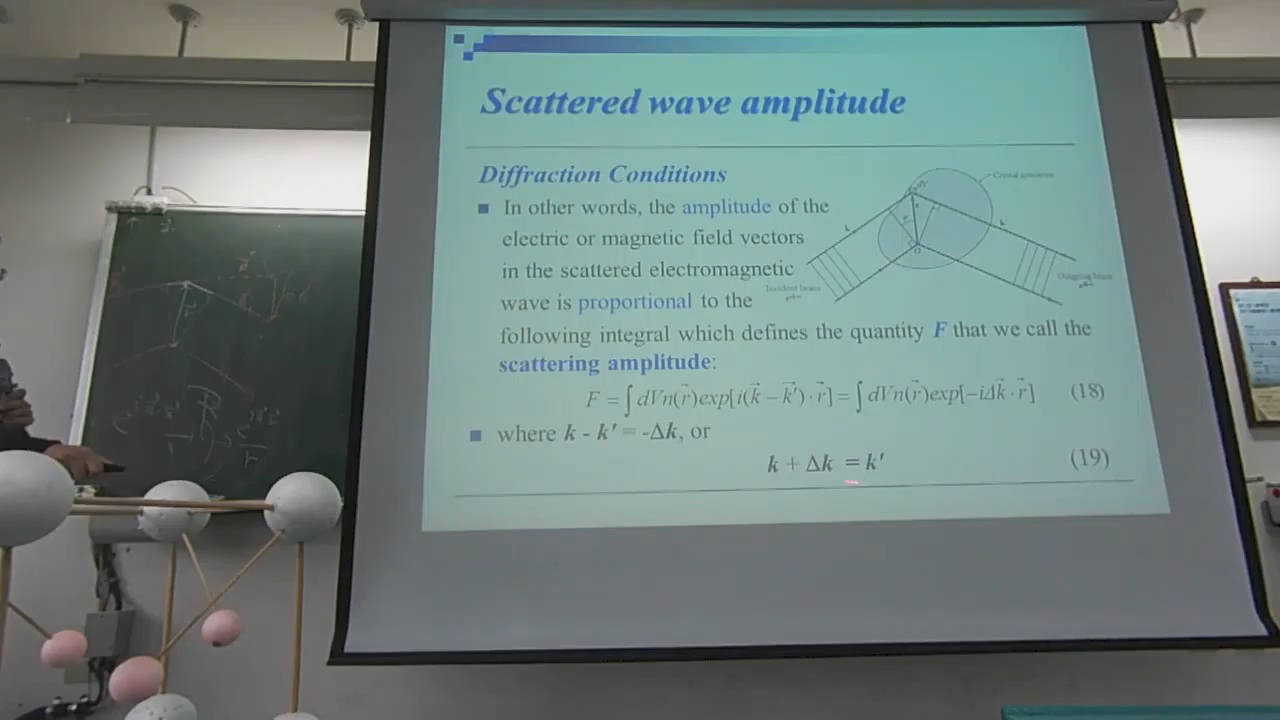 Scattered wave amplitude
Diffraction Conditions
In other words, the amplitude of the
electric or magnetic field vectors
in the scattered electromagnetic
wave is proportional to the
following integral which defines the quantity F that we call the
scattering amplitude:
F = ∫ dVn(r⃗)exp[i(k⃗ − k⃗')·r⃗] = ∫ dVn(r⃗)exp[−iΔk⃗·r⃗] (18)
where k - k' = -Δk, or
k + Δk = k' (19)
Crystal specimen
Incident beam
Outgoing beam